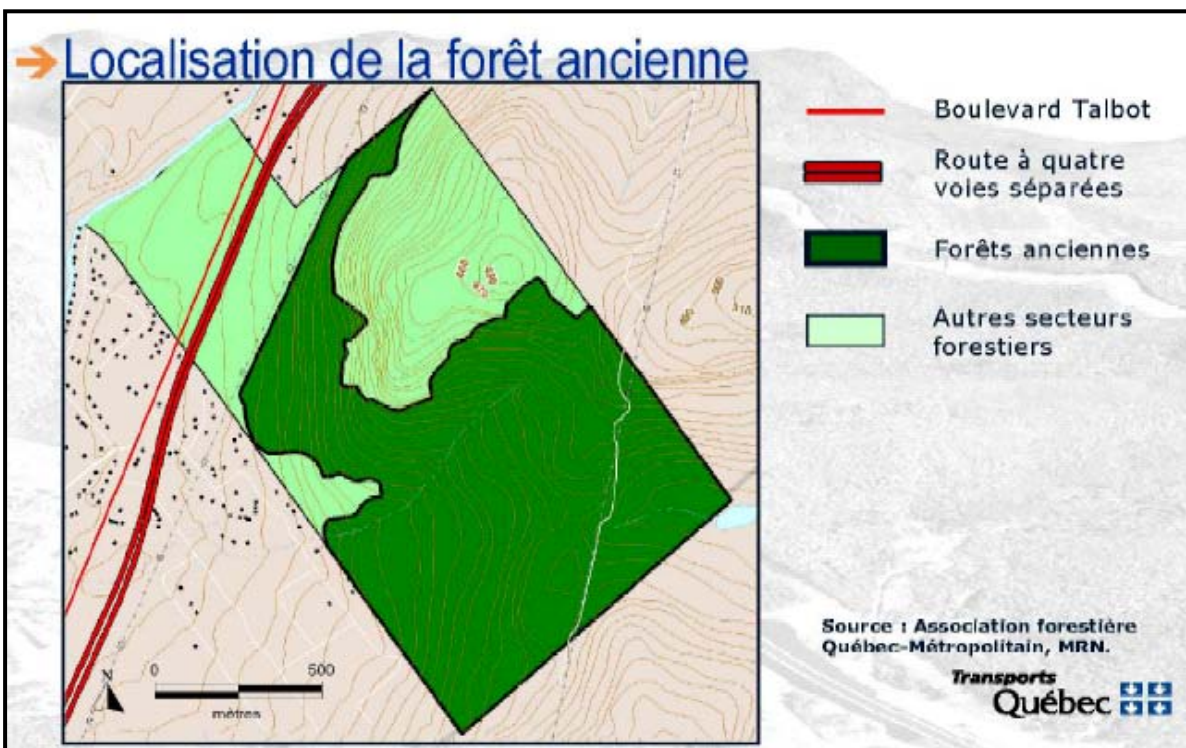 Localisation de la forêt ancienne
Boulevard Talbot
Route à quatre
voies séparées
Forêts anciennes
Autres secteurs
forestiers
N
0 500
mètres
Source : Association forestière
Québec-Métropolitain, MRN.
Transports
Québec